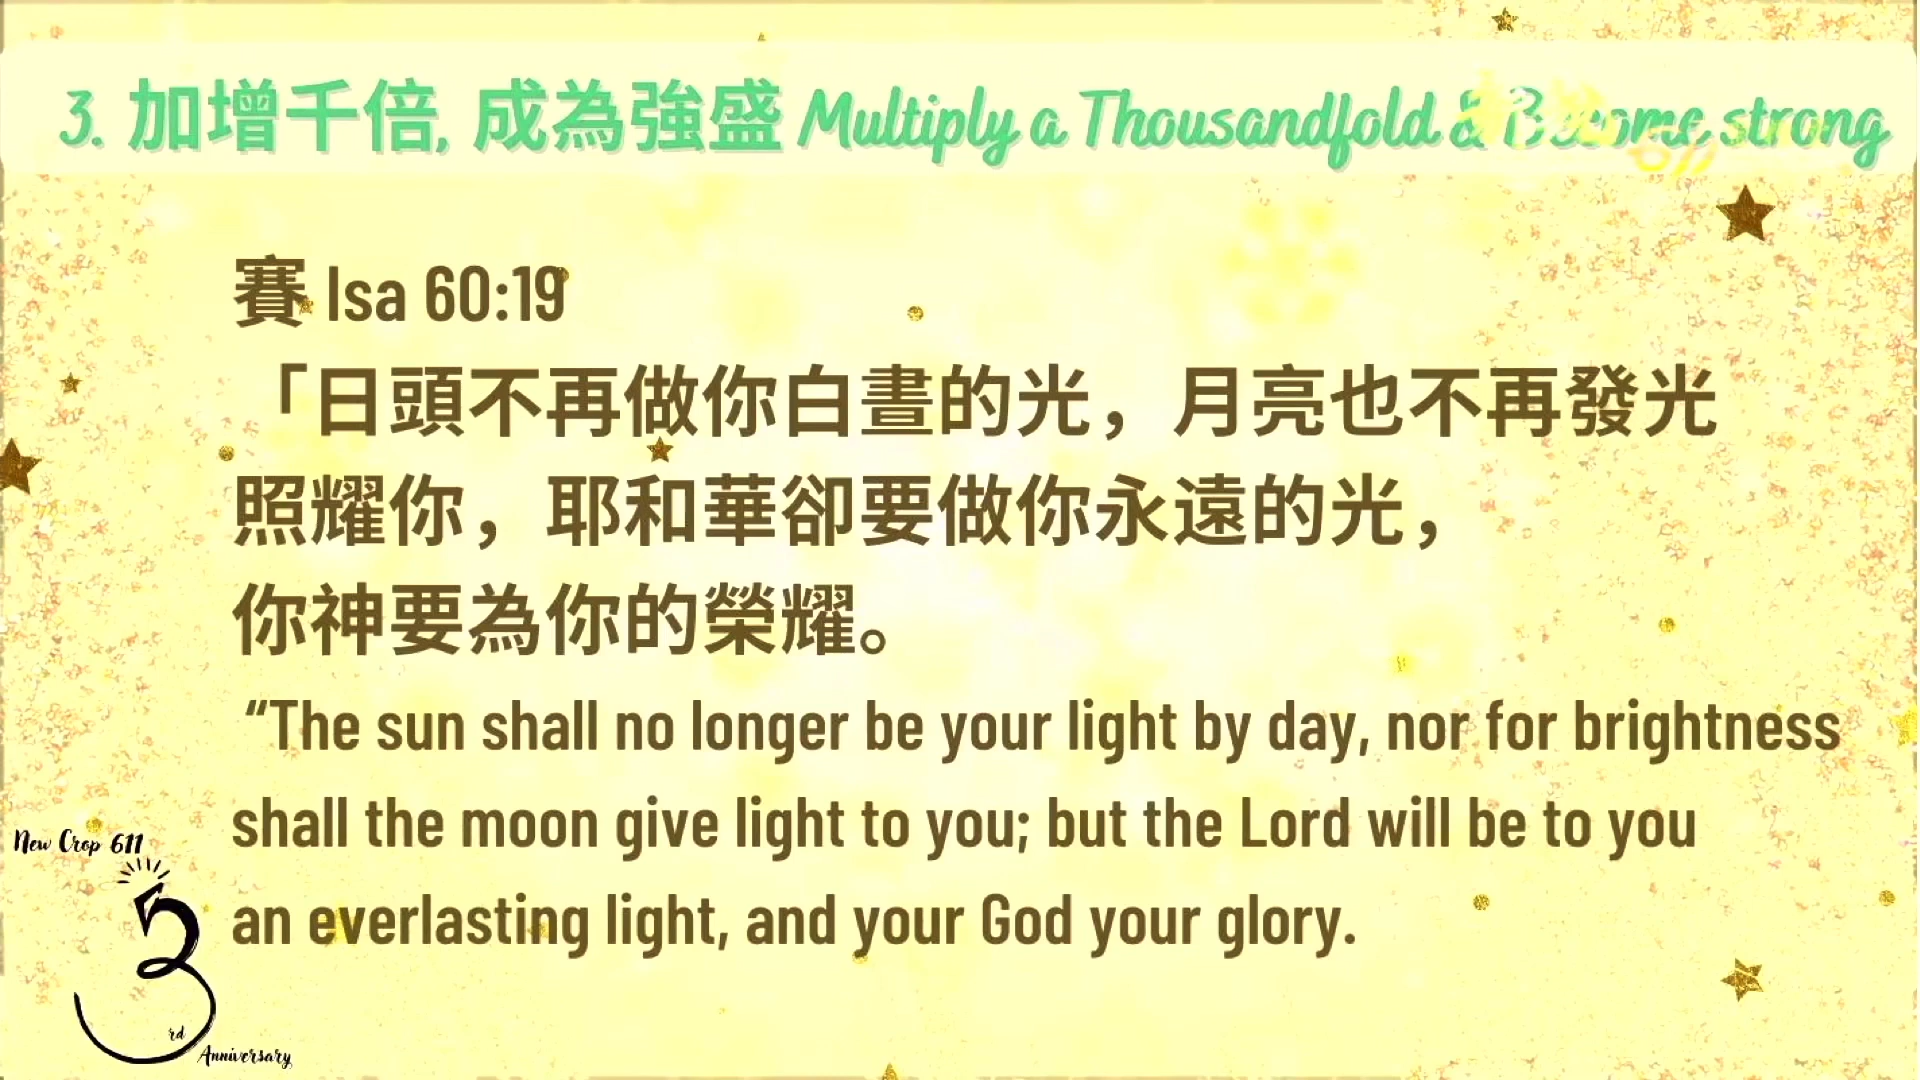 3. 加增千倍, 成為強盛 Multiply a Thousandfold & Become strong
賽 Isa 60:19
「日頭不再做你白晝的光，月亮也不再發光
照耀你，耶和華卻要做你永遠的光，
你神要為你的榮耀。
“The sun shall no longer be your light by day, nor for brightness
shall the moon give light to you; but the Lord will be to you
an everlasting light, and your God your glory.
New Crop 611
3
rd
Anniversary